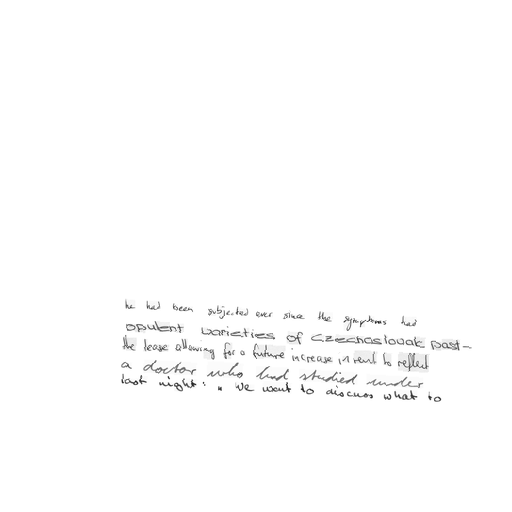 he had been subjected ever since the symptoms had
opulent varieties of Czechoslovak past-
the lease allowing for a future increase in rent to reflect
a doctor who had studied under
last night: " We want to discuss what to